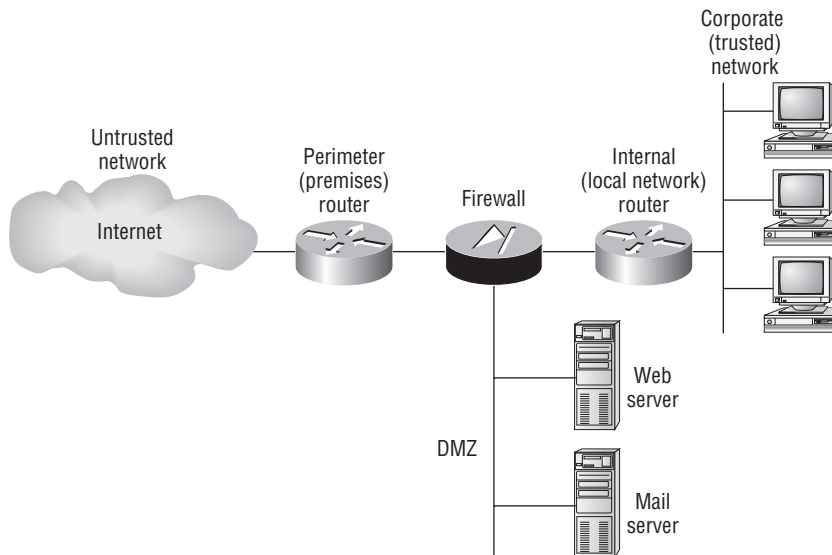 Corporate
(trusted)
network
Untrusted
network
Internet
Perimeter
(premises)
router
Firewall
Internal
(local network)
router
Web
server
DMZ
Mail
server